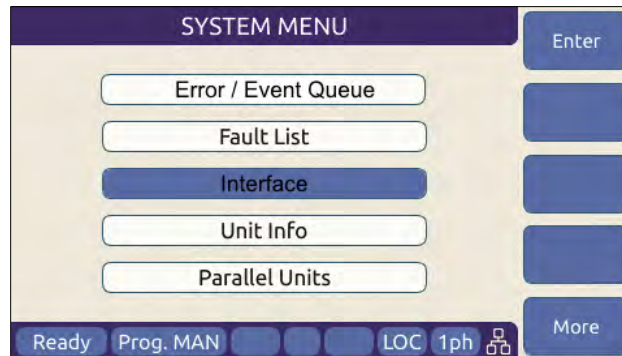 SYSTEM MENU
Enter
Error / Event Queue
Fault List
Interface
Unit Info
Parallel Units
More
Ready Prog. MAN LOC 1ph